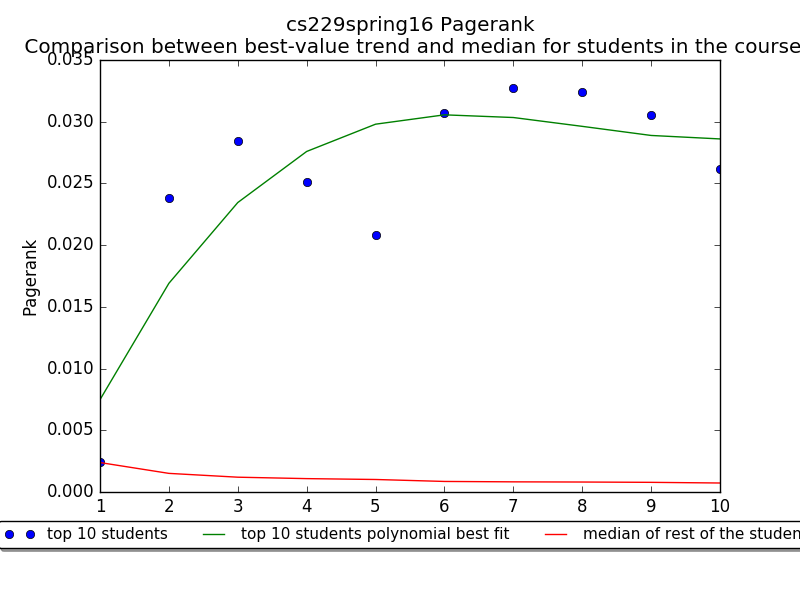 cs229spring16 Pagerank
Comparison between best-value trend and median for students in the course
0.035
0.030
0.025
0.020
0.015
0.010
0.005
0.000
Pagerank
1 2 3 4 5 6 7 8 9 10
top 10 students top 10 students polynomial best fit median of rest of the studen